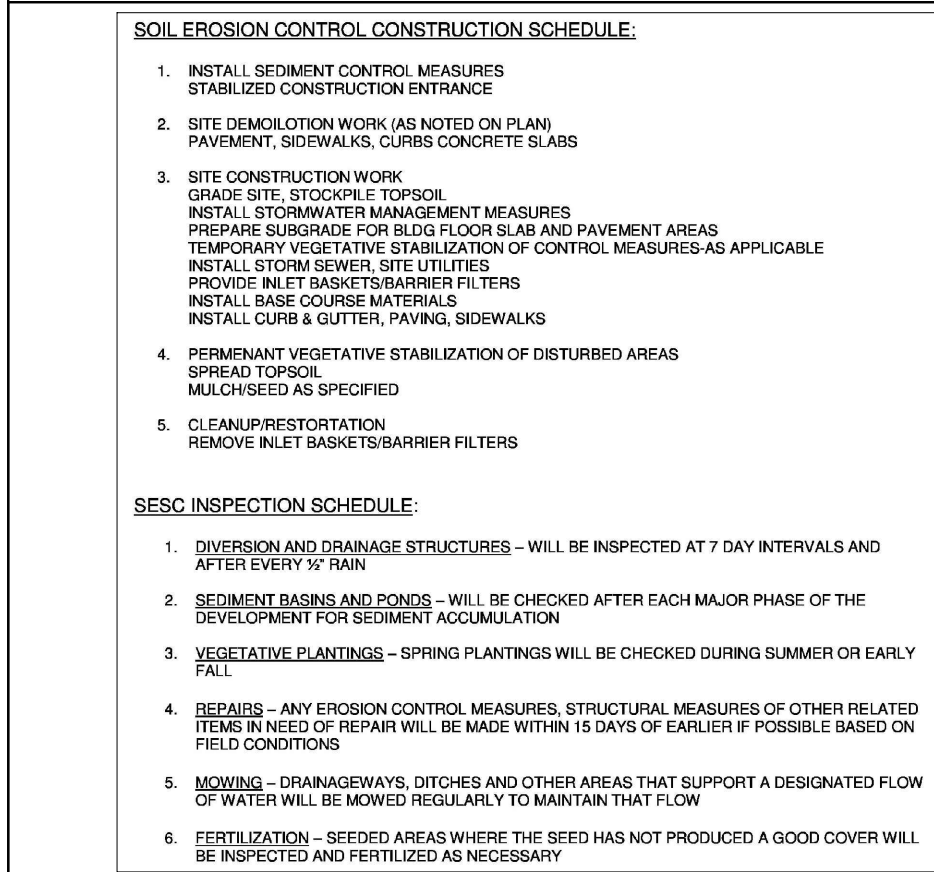 SOIL EROSION CONTROL CONSTRUCTION SCHEDULE:
1. INSTALL SEDIMENT CONTROL MEASURES
STABILIZED CONSTRUCTION ENTRANCE
2. SITE DEMOILOTION WORK (AS NOTED ON PLAN)
PAVEMENT, SIDEWALKS, CURBS CONCRETE SLABS
3. SITE CONSTRUCTION WORK
GRADE SITE, STOCKPILE TOPSOIL
INSTALL STORMWATER MANAGEMENT MEASURES
PREPARE SUBGRADE FOR BLDG FLOOR SLAB AND PAVEMENT AREAS
TEMPORARY VEGETATIVE STABILIZATION OF CONTROL MEASURES-AS APPLICABLE
INSTALL STORM SEWER, SITE UTILITIES
PROVIDE INLET BASKETS/BARRIER FILTERS
INSTALL BASE COURSE MATERIALS
INSTALL CURB & GUTTER, PAVING, SIDEWALKS
4. PERMENANT VEGETATIVE STABILIZATION OF DISTURBED AREAS
SPREAD TOPSOIL
MULCH/SEED AS SPECIFIED
5. CLEANUP/RESTORTATION
REMOVE INLET BASKETS/BARRIER FILTERS
SESC INSPECTION SCHEDULE:
1. DIVERSION AND DRAINAGE STRUCTURES – WILL BE INSPECTED AT 7 DAY INTERVALS AND
AFTER EVERY ½" RAIN
2. SEDIMENT BASINS AND PONDS – WILL BE CHECKED AFTER EACH MAJOR PHASE OF THE
DEVELOPMENT FOR SEDIMENT ACCUMULATION
3. VEGETATIVE PLANTINGS – SPRING PLANTINGS WILL BE CHECKED DURING SUMMER OR EARLY
FALL
4. REPAIRS – ANY EROSION CONTROL MEASURES, STRUCTURAL MEASURES OF OTHER RELATED
ITEMS IN NEED OF REPAIR WILL BE MADE WITHIN 15 DAYS OF EARLIER IF POSSIBLE BASED ON
FIELD CONDITIONS
5. MOWING – DRAINAGEWAYS, DITCHES AND OTHER AREAS THAT SUPPORT A DESIGNATED FLOW
OF WATER WILL BE MOWED REGULARLY TO MAINTAIN THAT FLOW
6. FERTILIZATION – SEEDED AREAS WHERE THE SEED HAS NOT PRODUCED A GOOD COVER WILL
BE INSPECTED AND FERTILIZED AS NECESSARY